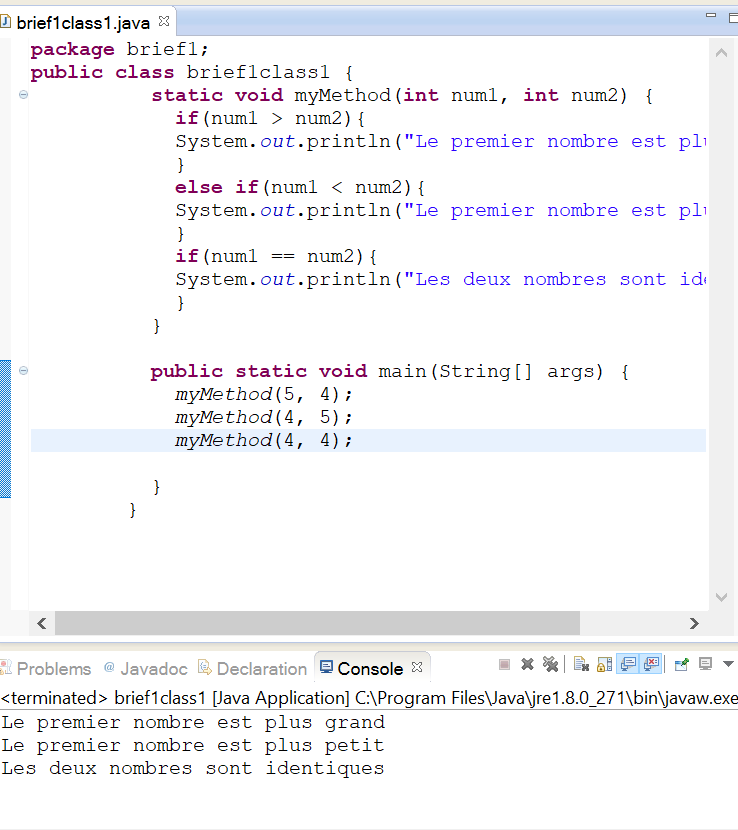 brief1class1.java
package brief1;
public class brief1class1 {
static void myMethod(int num1, int num2) {
if(num1 > num2){
System.out.println("Le premier nombre est plu
}
else if(num1 < num2){
System.out.println("Le premier nombre est plu
}
if(num1 == num2){
System.out.println("Les deux nombres sont ide
}
}
public static void main(String[] args) {
myMethod(5, 4);
myMethod(4, 5);
myMethod(4, 4);
}
}
Problems @ Javadoc Declaration Console
<terminated> brief1class1 [Java Application] C:\Program Files\Java\jre1.8.0_271\bin\javaw.exe
Le premier nombre est plus grand
Le premier nombre est plus petit
Les deux nombres sont identiques